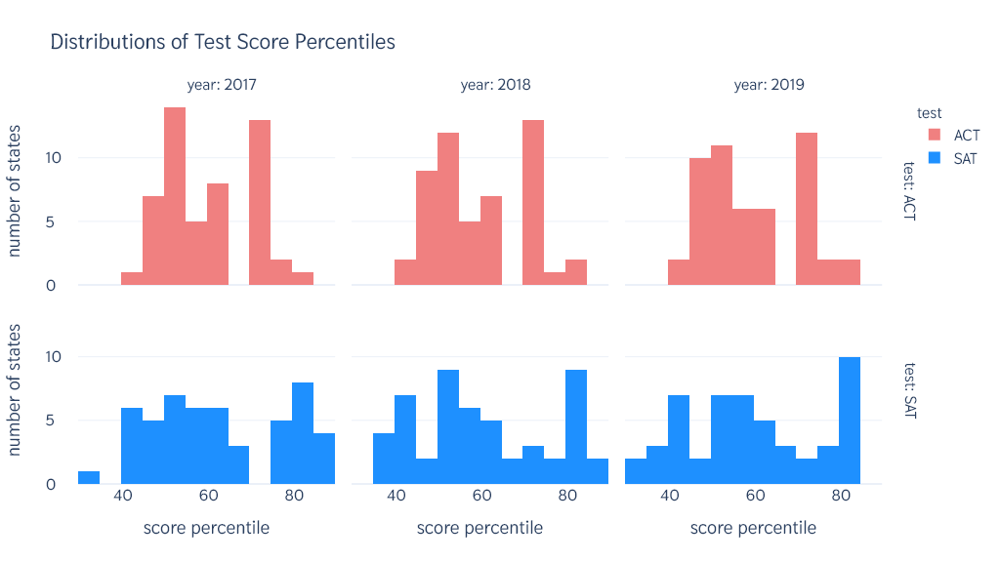 Distributions of Test Score Percentiles
year: 2017
year: 2018
year: 2019
test
ACT
SAT
number of states
10
5
0
test: ACT
number of states
10
5
0
test: SAT
40
60
80
40
60
80
40
60
80
score percentile
score percentile
score percentile